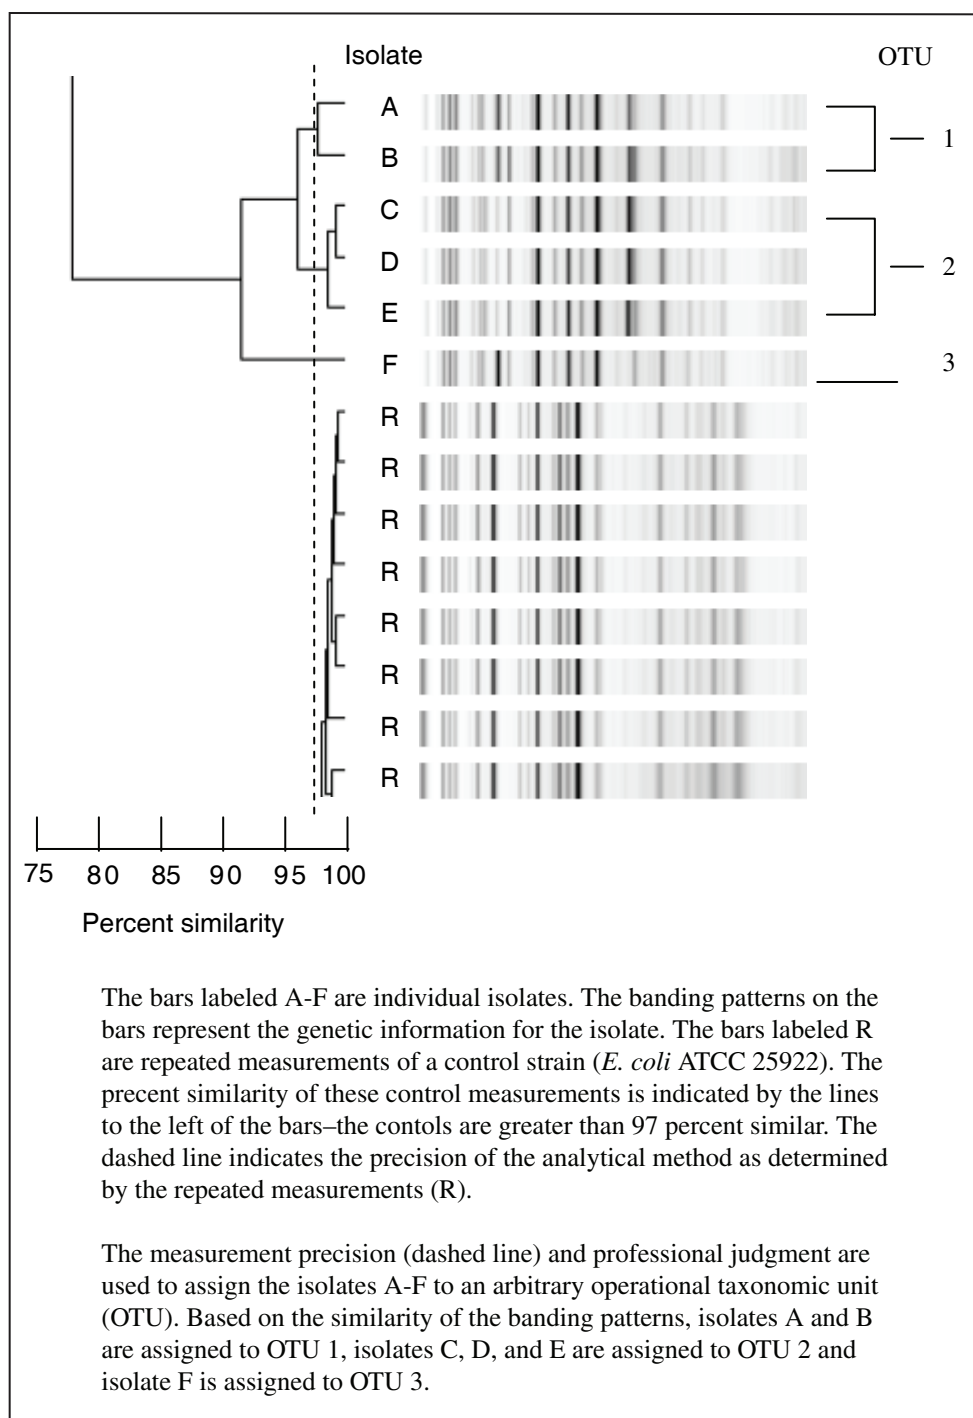 Isolate OTU
A
1
B
C
D
2
E
F 3
R
R
R
R
R
R
R
R
75 80 85 90 95 100
Percent similarity
The bars labeled A-F are individual isolates. The banding patterns on the
bars represent the genetic information for the isolate. The bars labeled R
are repeated measurements of a control strain (E. coli ATCC 25922). The
precent similarity of these control measurements is indicated by the lines
to the left of the bars–the contols are greater than 97 percent similar. The
dashed line indicates the precision of the analytical method as determined
by the repeated measurements (R).
The measurement precision (dashed line) and professional judgment are
used to assign the isolates A-F to an arbitrary operational taxonomic unit
(OTU). Based on the similarity of the banding patterns, isolates A and B
are assigned to OTU 1, isolates C, D, and E are assigned to OTU 2 and
isolate F is assigned to OTU 3.